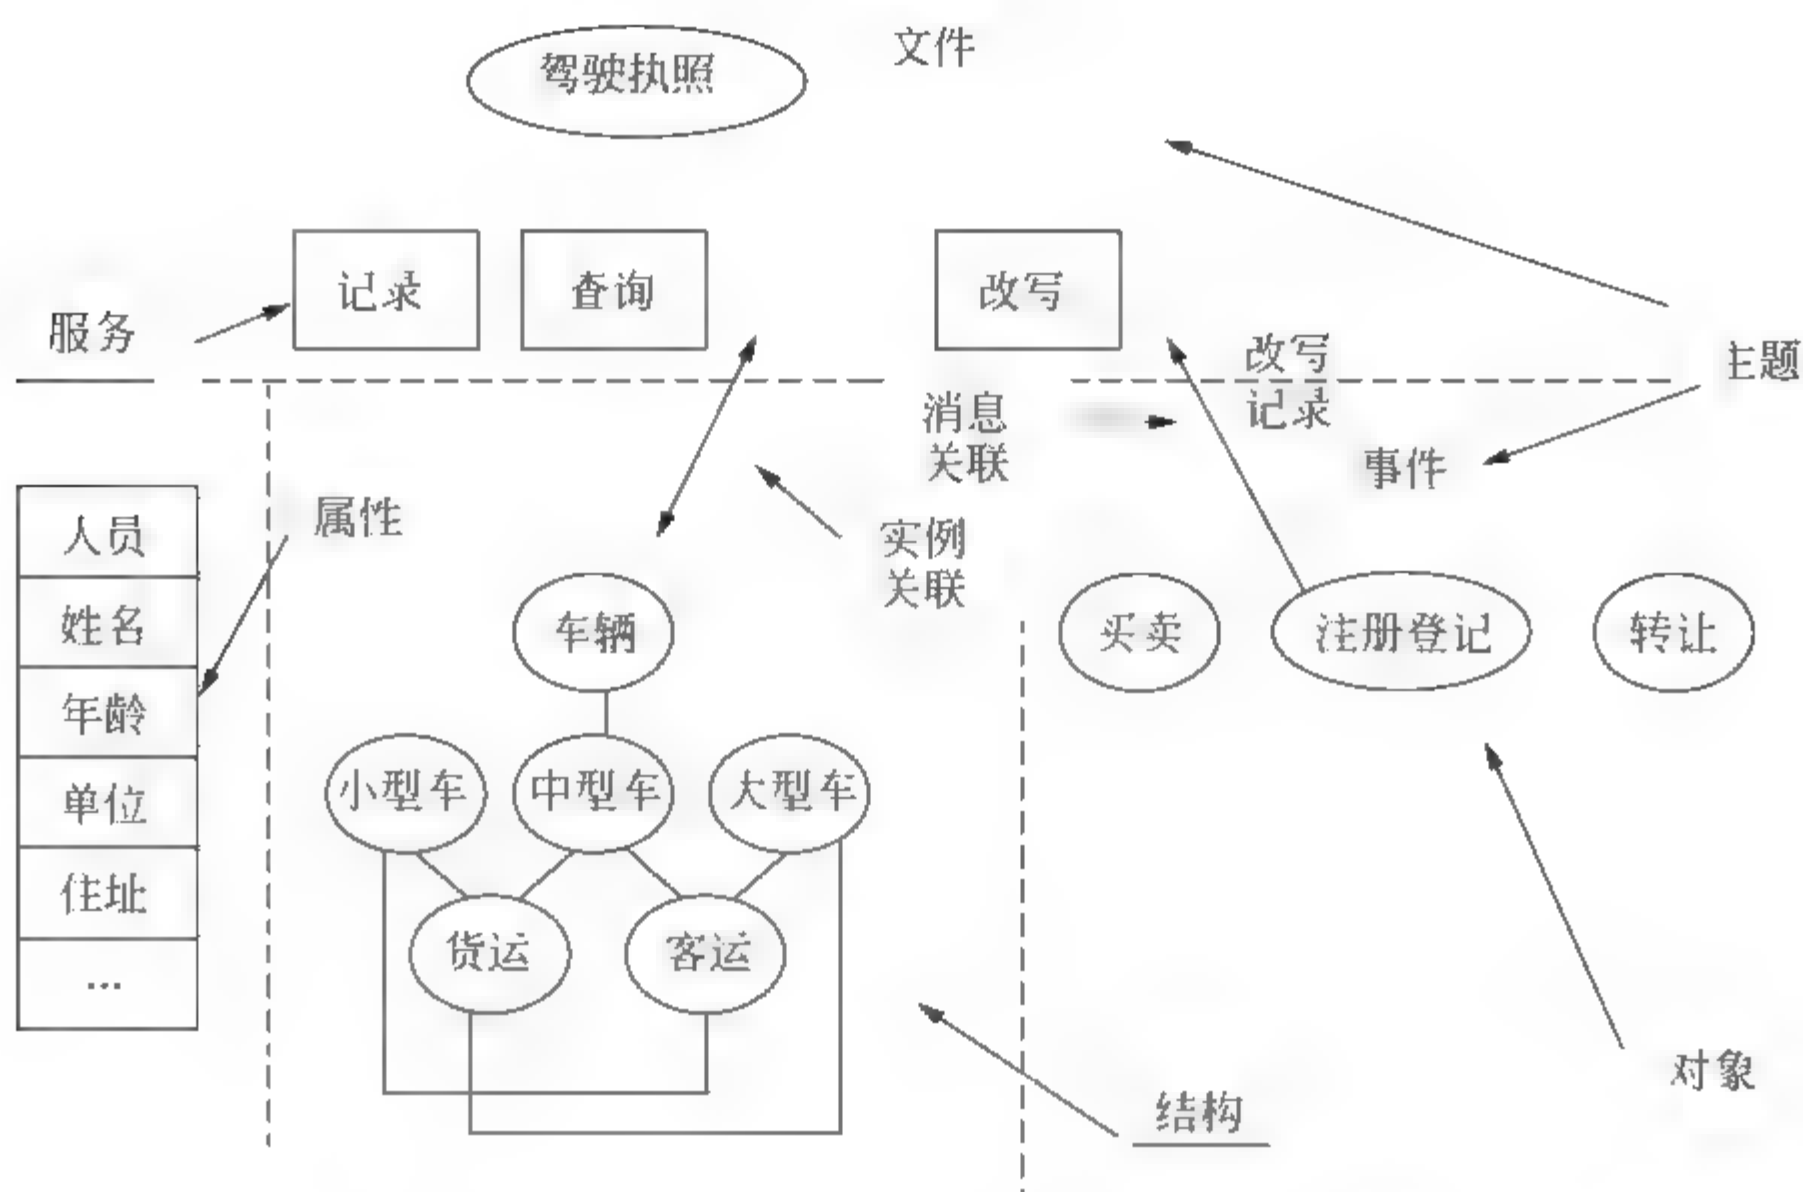 文件
驾驶执照
记录
查询
改写
服务
改写
记录
主题
消息
关联
事件
人员
姓名
年龄
单位
住址
…
属性
实例
关联
车辆
买卖
注册登记
转让
小型车
中型车
大型车
货运
客运
结构
对象